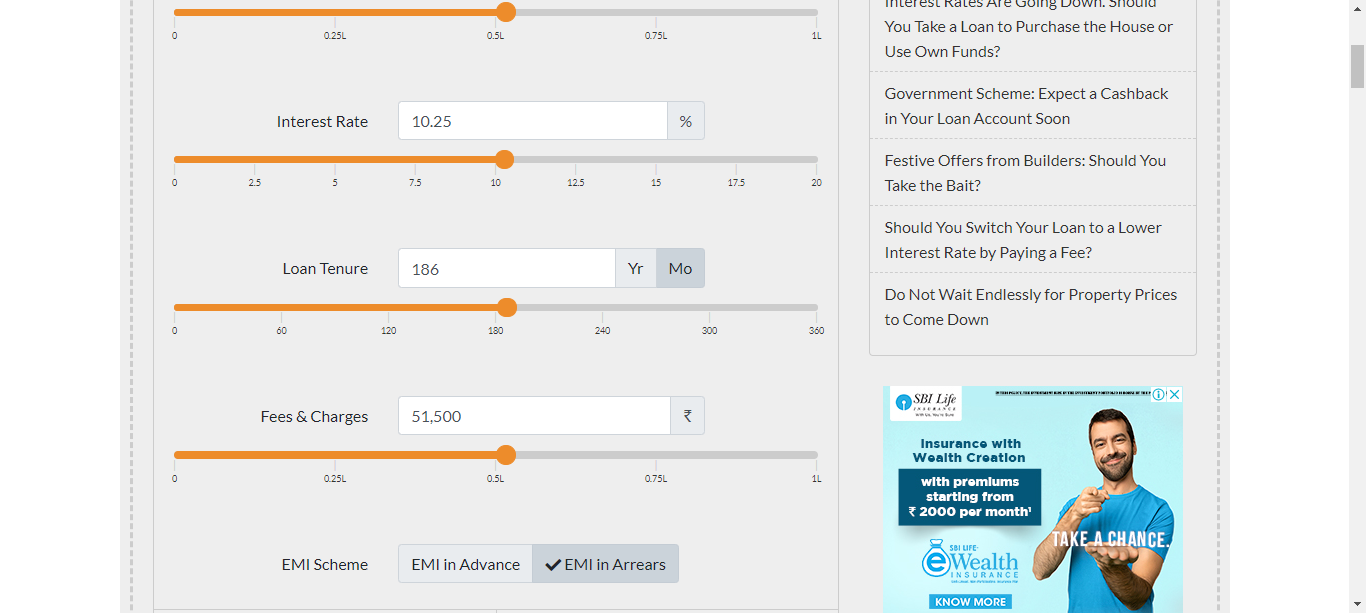 0 0.25L 0.5L 0.75L 1L
Interest Rate 10.25 %
0 2.5 5 7.5 10 12.5 15 17.5 20
Loan Tenure 186 Yr Mo
0 60 120 180 240 300 360
Fees & Charges 51,500 ₹
0 0.25L 0.5L 0.75L 1L
EMI Scheme EMI in Advance EMI in Arrears
Interest Rates Are Going Down. Should
You Take a Loan to Purchase the House or
Use Own Funds?
Government Scheme: Expect a Cashback
in Your Loan Account Soon
Festive Offers from Builders: Should You
Take the Bait?
Should You Switch Your Loan to a Lower
Interest Rate by Paying a Fee?
Do Not Wait Endlessly for Property Prices
to Come Down
SBI Life
INSURANCE
With Us, You're Sure
Insurance with
Wealth Creation
with premiums
starting from
₹ 2000 per month¹
TAKE A CHANCE.
SBI LIFE
eWealth
INSURANCE
KNOW MORE